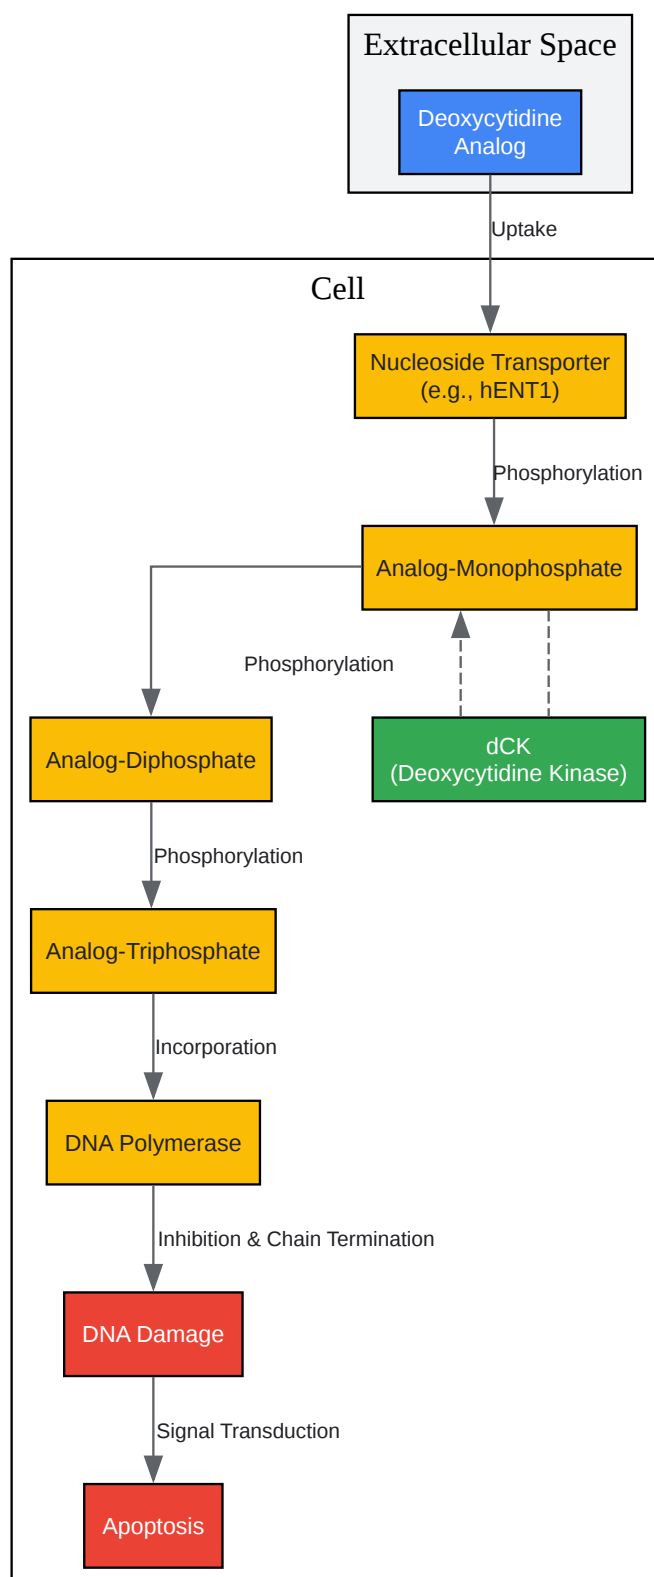 Extracellular Space
Deoxycytidine
Analog
Uptake
Cell
Nucleoside Transporter
(e.g., hENT1)
Phosphorylation
Analog-Monophosphate
Phosphorylation
Analog-Diphosphate
dCK
(Deoxycytidine Kinase)
Phosphorylation
Analog-Triphosphate
Incorporation
DNA Polymerase
Inhibition & Chain Termination
DNA Damage
Signal Transduction
Apoptosis